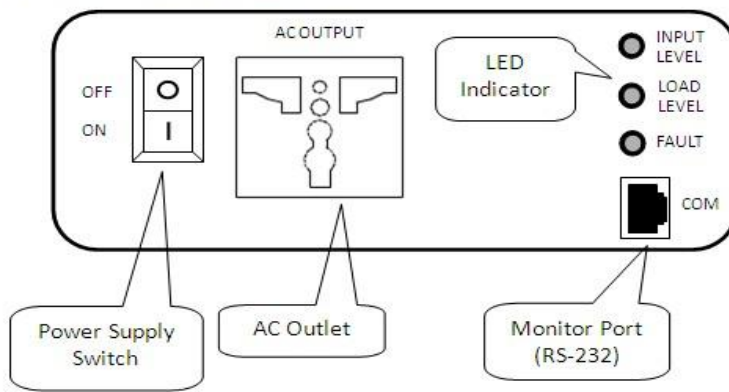 AC OUTPUT
OFF
ON
O
I
LED
Indicator
INPUT
LEVEL
LOAD
LEVEL
FAULT
COM
Power Supply
Switch
AC Outlet
Monitor Port
(RS-232)